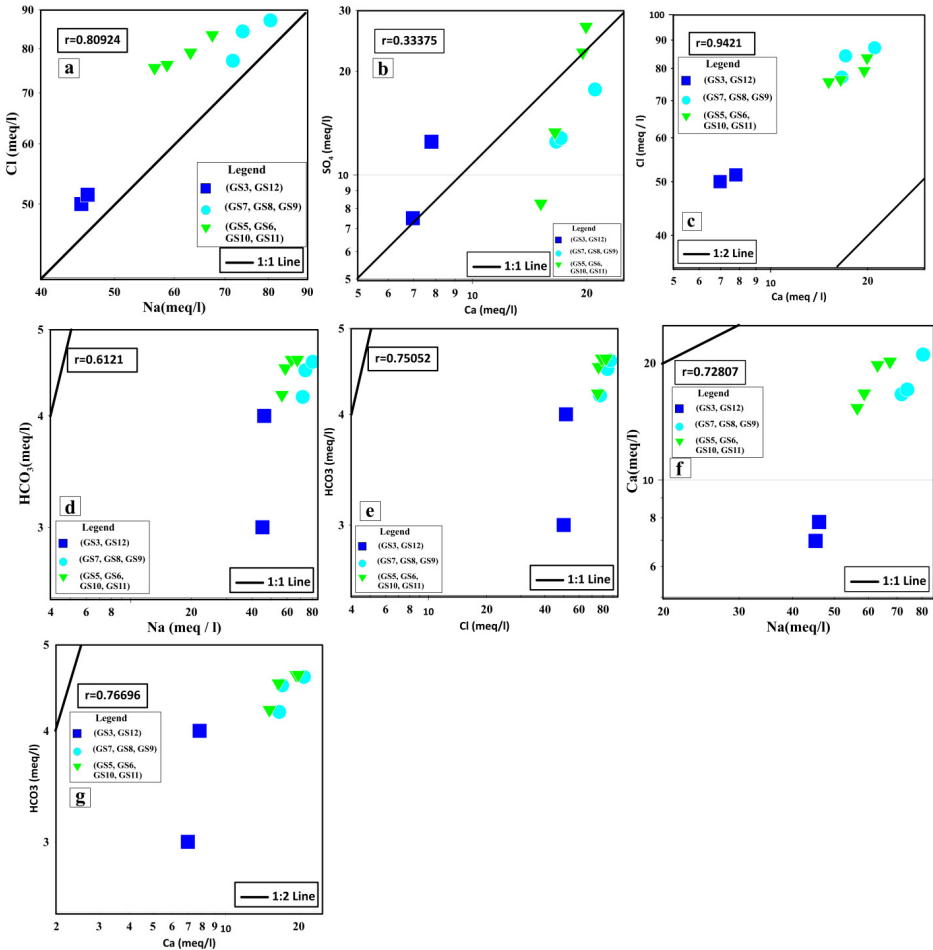 90
80
70
60
50
Cl (meq/l)
r=0.80924
a
Legend
(GS3, GS12)
(GS7, GS8, GS9)
(GS5, GS6,
GS10, GS11)
1:1 Line
40 50 60 70 80 90
Na(meq/l)
30
20
10
9
8
7
6
5
SO4 (meq/l)
r=0.33375
b
Legend
(GS3, GS12)
(GS7, GS8, GS9)
(GS5, GS6,
GS10, GS11)
1:1 Line
5 6 7 8 9 10 20
Ca (meq/l)
100
90
80
70
60
50
40
Cl (meq / l)
r=0.9421
Legend
(GS3, GS12)
(GS7, GS8, GS9)
(GS5, GS6,
GS10, GS11)
c
1:2 Line
5 6 7 8 9 10 20
Ca (meq / l)
5
4
3
HCO3(meq/l)
r=0.6121
d
Legend
(GS3, GS12)
(GS7, GS8, GS9)
(GS5, GS6,
GS10, GS11)
1:1 Line
4 6 8 10 20 40 60 80
Na (meq / l)
5
4
3
HCO3 (meq/l)
r=0.75052
e
Legend
(GS3, GS12)
(GS7, GS8, GS9)
(GS5, GS6,
GS10, GS11)
1:1 Line
4 6 8 10 20 40 60 80
Cl (meq/l)
20
10
9
8
7
6
Ca(meq/l)
r=0.72807
Legend
(GS3, GS12)
(GS7, GS8, GS9)
(GS5, GS6,
GS10, GS11)
f
1:1 Line
20 30 40 50 60 70 80
Na(meq/l)
5
4
3
HCO3 (meq/l)
r=0.76696
Legend
(GS3, GS12)
(GS7, GS8, GS9)
(GS5, GS6,
GS10, GS11)
g
1:2 Line
2 3 4 5 6 7 8 9 10 20
Ca (meq/l)